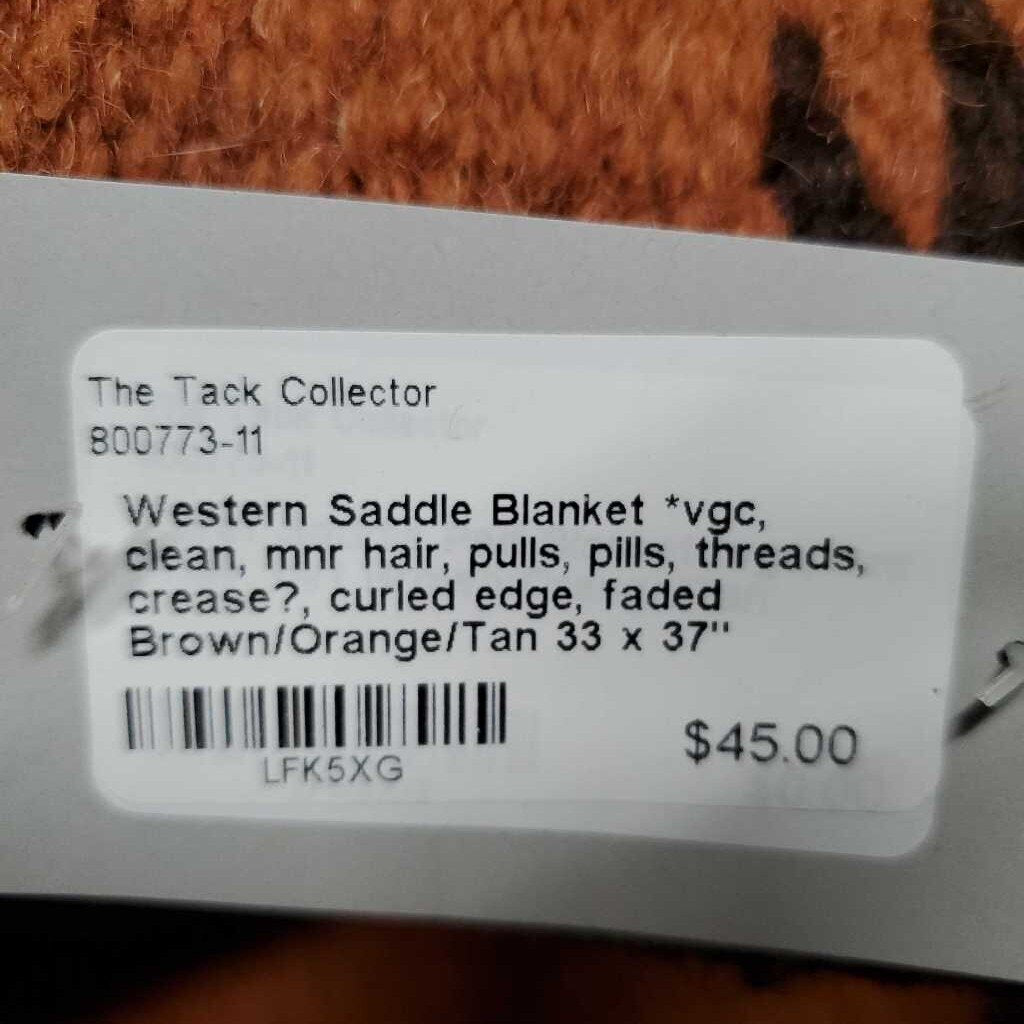 The Tack Collector
800773-11
Western Saddle Blanket *vgc,
clean, mnr hair, pulls, pills, threads,
crease?, curled edge, faded
Brown/Orange/Tan 33 x 37"
LFK5XG
$45.00